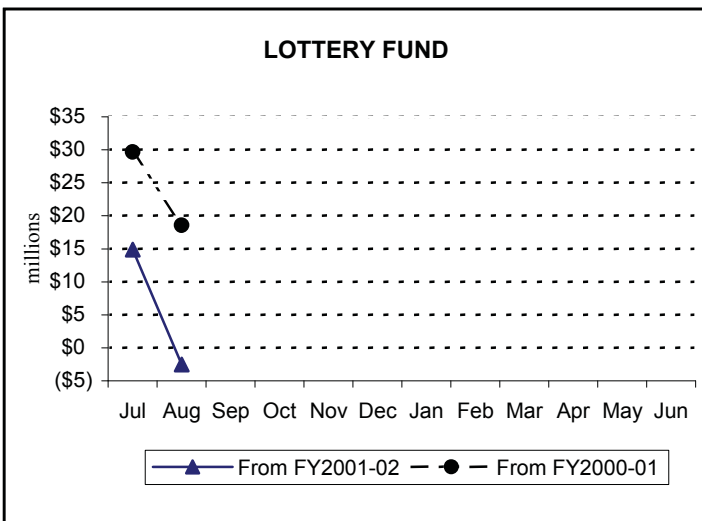 LOTTERY FUND
$35
$30
$25
$20
$15
$10
$5
$0
($5)
millions
Jul Aug Sep Oct Nov Dec Jan Feb Mar Apr May Jun
From FY2001-02 From FY2000-01